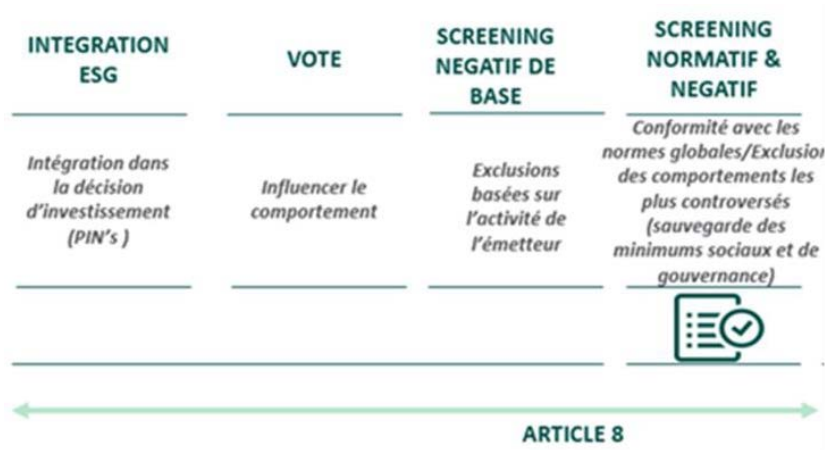 INTEGRATION
ESG
VOTE
SCREENING
NEGATIF DE
BASE
SCREENING
NORMATIF &
NEGATIF
Intégration dans
la décision
d'investissement
(PIN's )
Influencer le
comportement
Exclusions
basées sur
l'activité de
l'émetteur
Conformité avec les
normes globales/Exclusion
des comportements les
plus controversés
(sauvegarde des
minimums sociaux et de
gouvernance)
ARTICLE 8